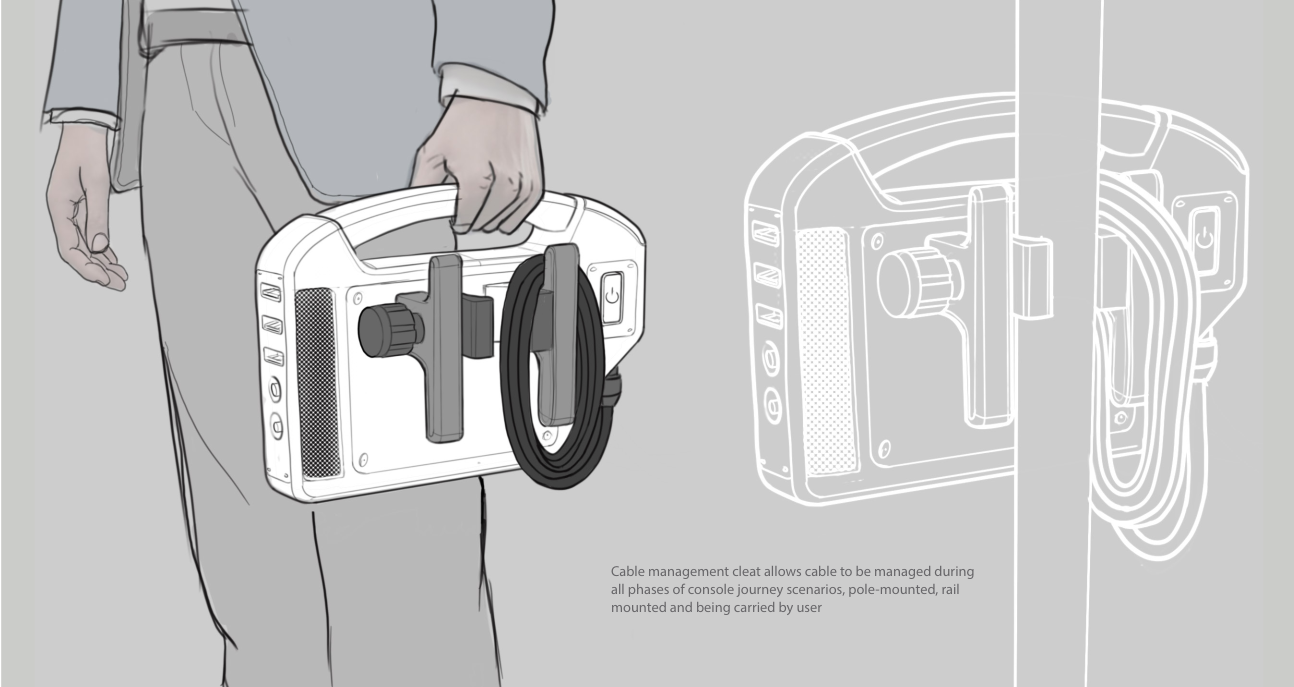 Cable management cleat allows cable to be managed during
all phases of console journey scenarios, pole-mounted, rail
mounted and being carried by user